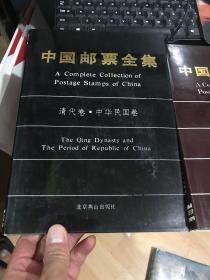 中国邮票全集
A Complete Collection of
Postage Stamps of China
清代卷·中华民国卷
The Qing Dynasty and
The Period of Republic of China
北京燕山出版社
中国
A Co
Pos